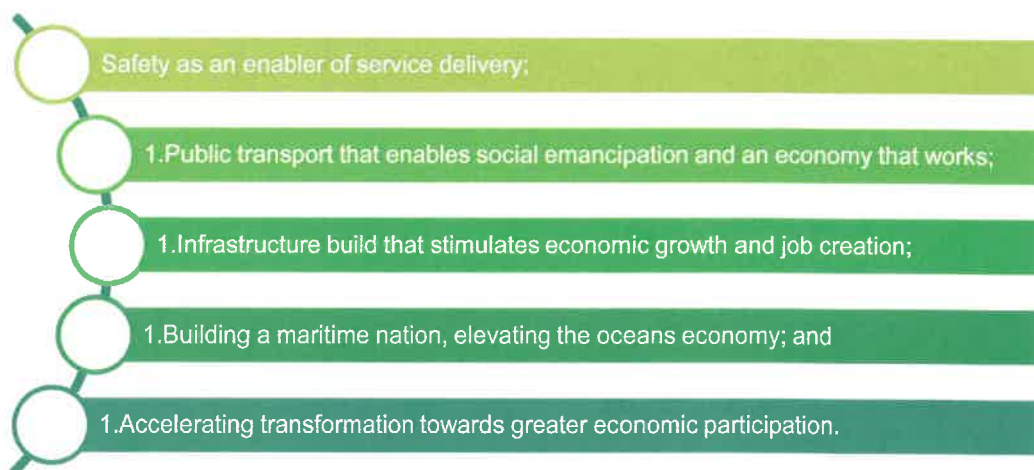 Safety as an enabler of service delivery;
1.Public transport that enables social emancipation and an economy that works;
1.Infrastructure build that stimulates economic growth and job creation;
1.Building a maritime nation, elevating the oceans economy; and
1.Accelerating transformation towards greater economic participation.